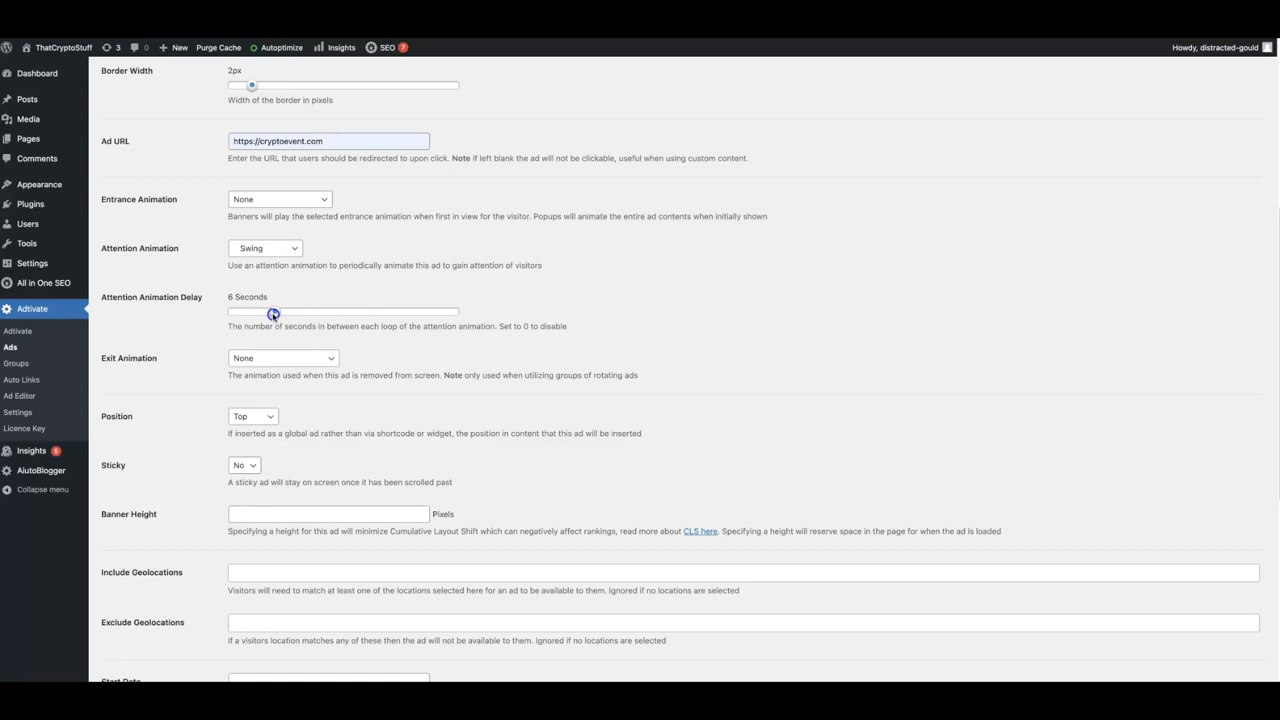 ThatCryptoStuff 3 0 New Purge Cache Autoptimize Insights SEO 7 Howdy, distracted-gould
Dashboard
Posts
Media
Pages
Comments
Appearance
Plugins
Users
Tools
Settings
All in One SEO
Adtivate
Adtivate
Ads
Groups
Auto Links
Ad Editor
Settings
Licence Key
Insights 5
AiutoBlogger
Collapse menu
Border Width
2px
Width of the border in pixels
Ad URL
https://cryptoevent.com
Enter the URL that users should be redirected to upon click. Note if left blank the ad will not be clickable, useful when using custom content.
Entrance Animation
None
Banners will play the selected entrance animation when first in view for the visitor. Popups will animate the entire ad contents when initially shown
Attention Animation
Swing
Use an attention animation to periodically animate this ad to gain attention of visitors
Attention Animation Delay
6 Seconds
The number of seconds in between each loop of the attention animation. Set to 0 to disable
Exit Animation
None
The animation used when this ad is removed from screen. Note only used when utilizing groups of rotating ads
Position
Top
If inserted as a global ad rather than via shortcode or widget, the position in content that this ad will be inserted
Sticky
No
A sticky ad will stay on screen once it has been scrolled past
Banner Height
Pixels
Specifying a height for this ad will minimize Cumulative Layout Shift which can negatively affect rankings, read more about CLS here. Specifying a height will reserve space in the page for when the ad is loaded
Include Geolocations
Visitors will need to match at least one of the locations selected here for an ad to be available to them. Ignored if no locations are selected
Exclude Geolocations
If a visitors location matches any of these then the ad will not be available to them. Ignored if no locations are selected
Start Date